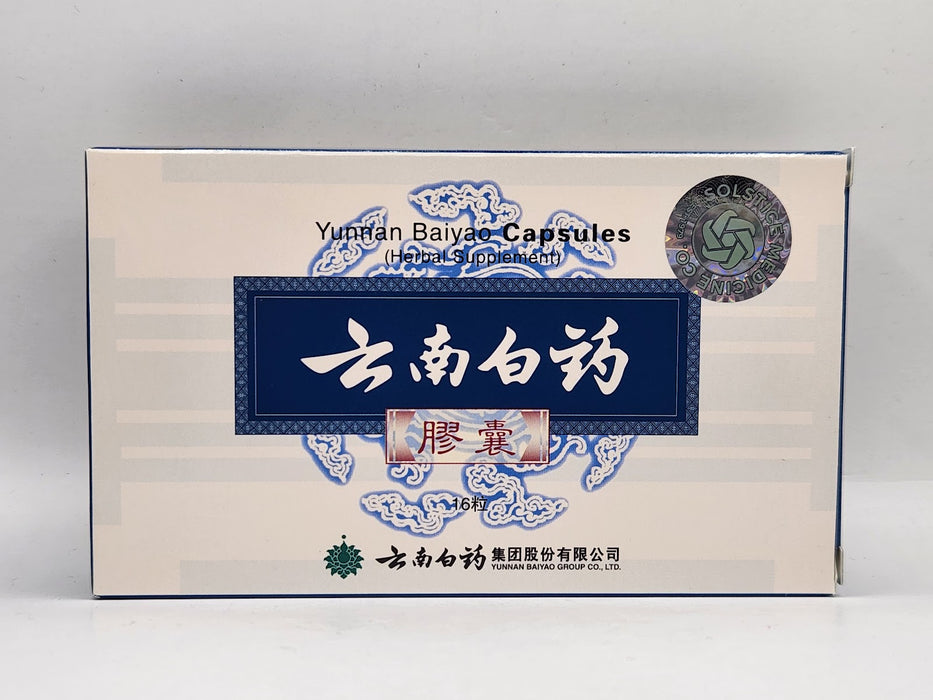 Yunnan Baiyao Capsules
(Herbal Supplement)
SOLSTICE MEDICINE CO.
云南白药
膠囊
16粒
云南白药 集团股份有限公司
YUNNAN BAIYAO GROUP CO., LTD.